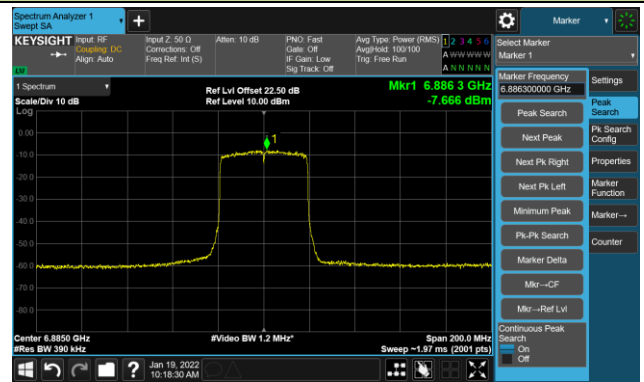 Spectrum Analyzer 1
Swept SA
Marker
KEYSIGHT
Input: RF
Coupling: DC
Align: Auto
Input Z: 50 Ω
Corrections: Off
Freq Ref: Int (S)
Atten: 10 dB
PNO: Fast
Gate: Off
IF Gain: Low
Sig Track: Off
Avg Type: Power (RMS)
Avg|Hold: 100/100
Trig: Free Run
1 2 3 4 5 6
A W W W W W
A N N N N N
LW
Select Marker
Marker 1
1 Spectrum
Scale/Div 10 dB
Log
Ref Lvl Offset 22.50 dB
Ref Level 10.00 dBm
Mkr1 6.886 3 GHz
-7.666 dBm
Marker Frequency
6.886300000 GHz
Peak Search
Next Peak
Next Pk Right
Next Pk Left
Minimum Peak
Pk-Pk Search
Marker Delta
Mkr→CF
Mkr→Ref Lvl
Continuous Peak
Search
On
Off
Settings
Peak
Search
Pk Search
Config
Properties
Marker
Function
Marker→
Counter
0.00
-10.0
-20.0
-30.0
-40.0
-50.0
-60.0
-70.0
-80.0
1
Center 6.8850 GHz
#Res BW 390 kHz
#Video BW 1.2 MHz*
Span 200.0 MHz
Sweep ~1.97 ms (2001 pts)
?
Jan 19, 2022
10:18:30 AM